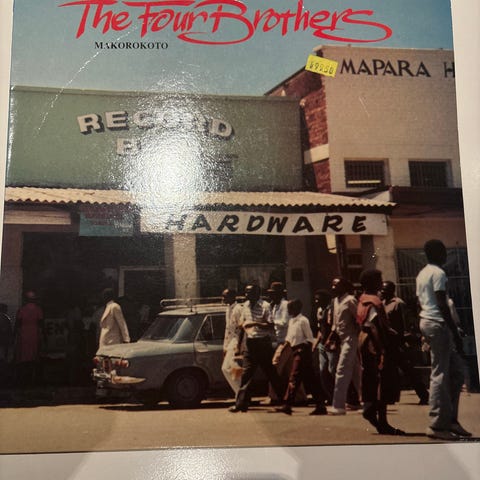 The Four Brothers
MAKOROKOTO
MAPARA H
RECORD
HARDWARE